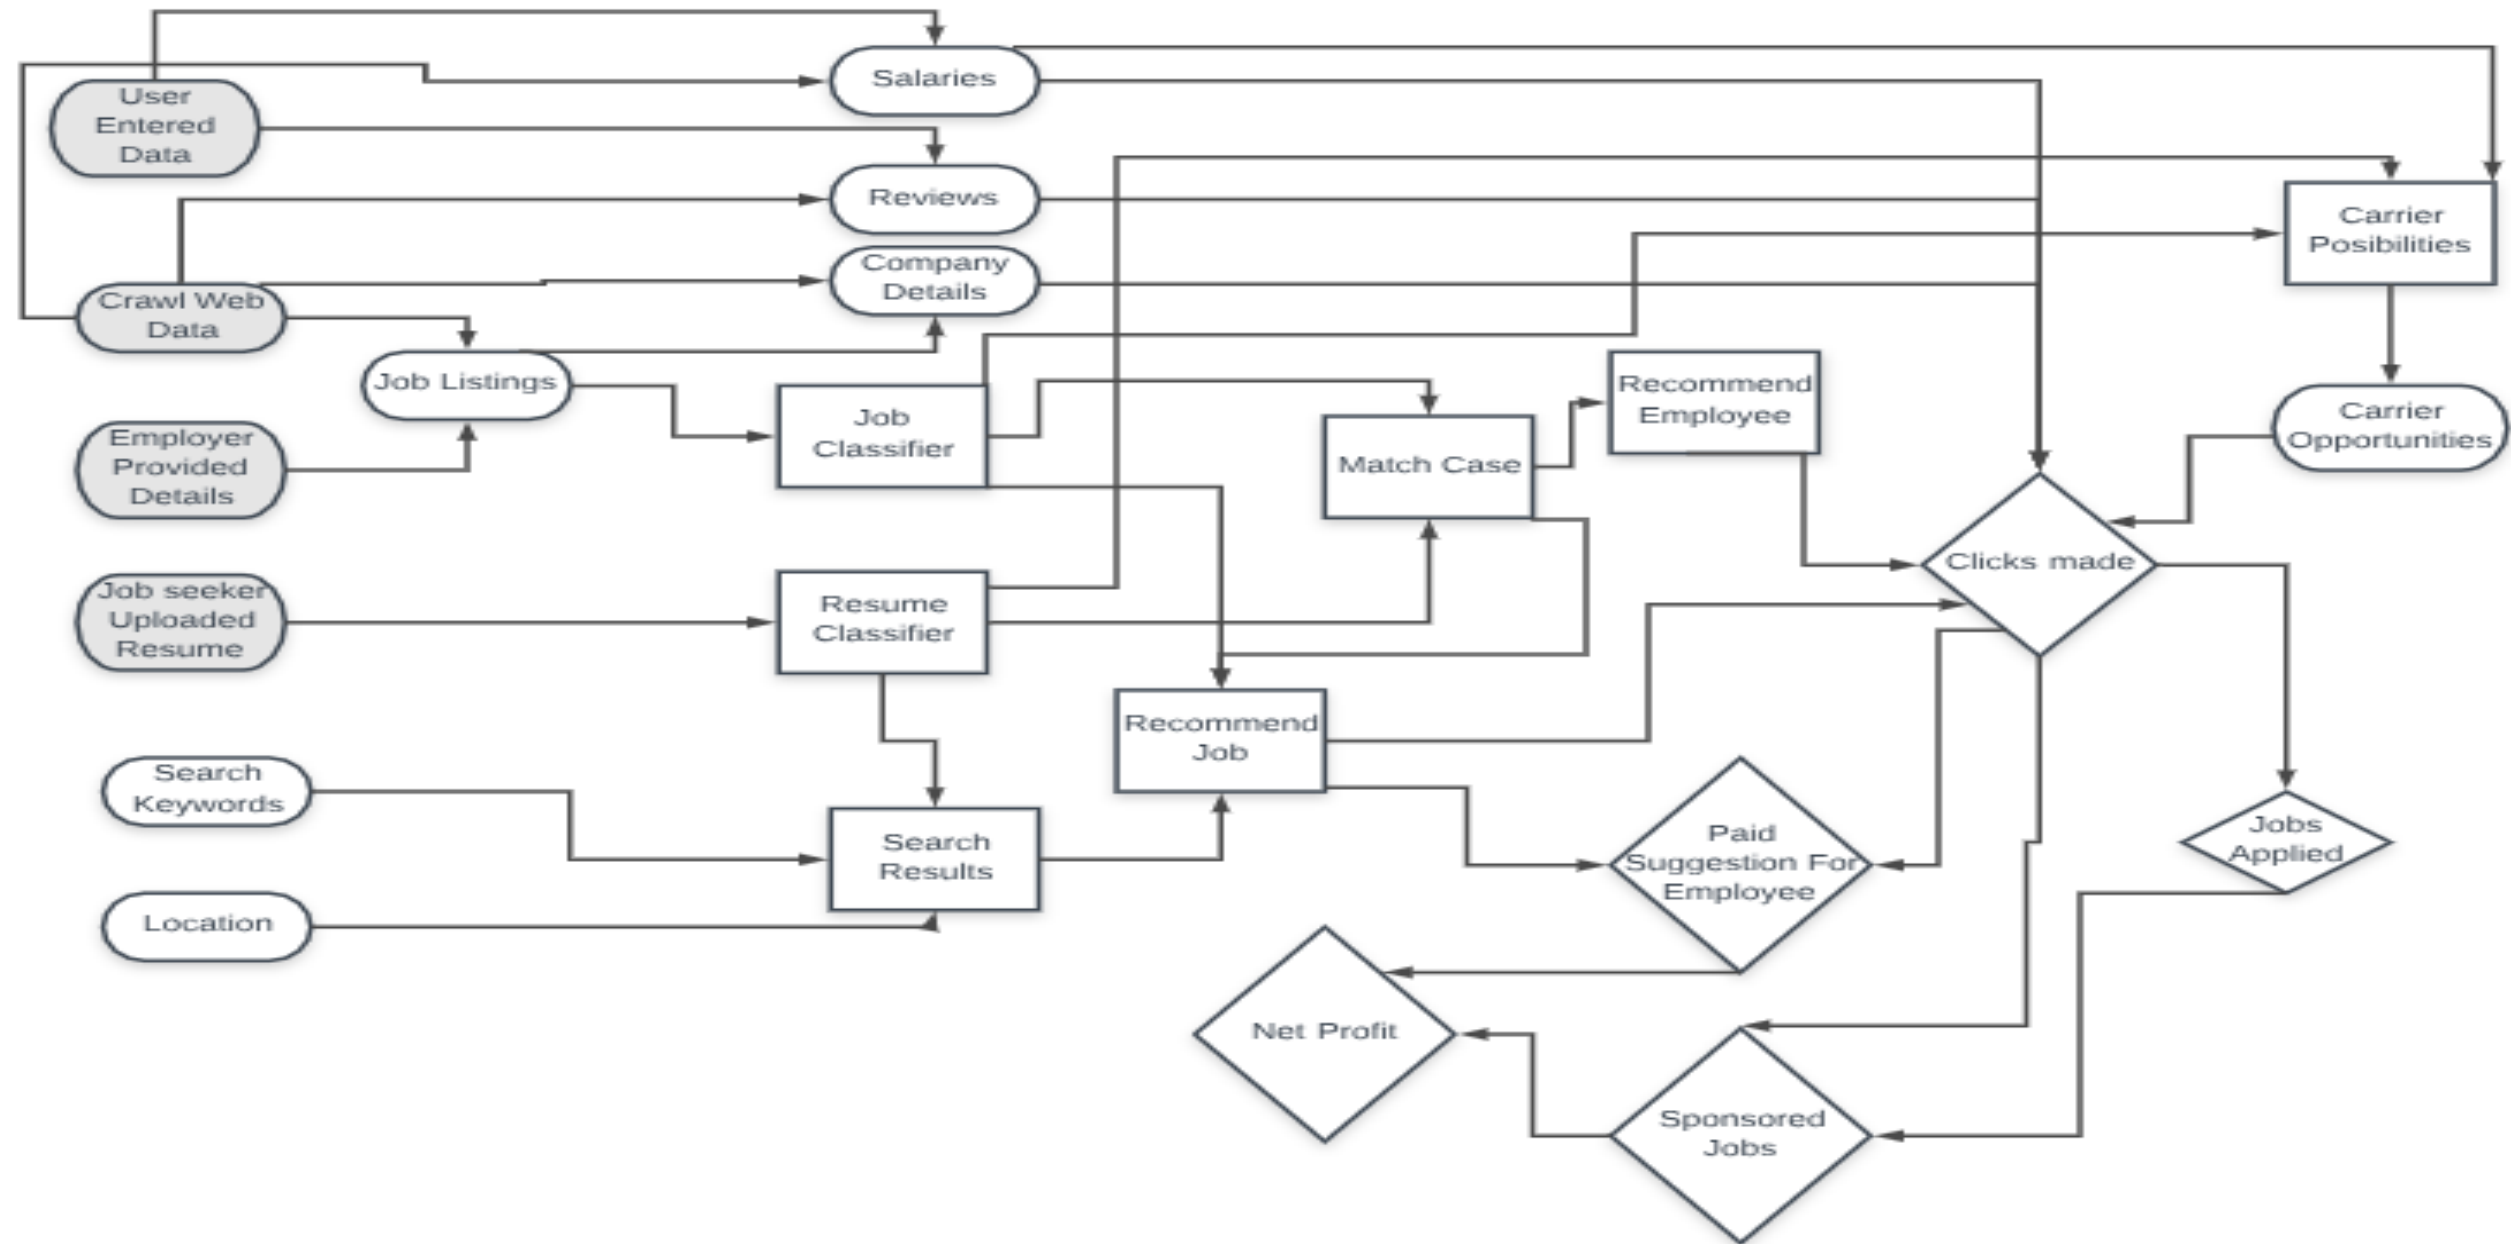 User
Entered
Data
Salaries
Reviews
Company
Details
Crawl Web
Data
Job Listings
Employer
Provided
Details
Job
Classifier
Match Case
Recommend
Employee
Carrier
Posibilities
Carrier
Opportunities
Clicks made
Job seeker
Uploaded
Resume
Resume
Classifier
Recommend
Job
Search
Keywords
Search
Results
Location
Paid
Suggestion For
Employee
Jobs
Applied
Net Profit
Sponsored
Jobs